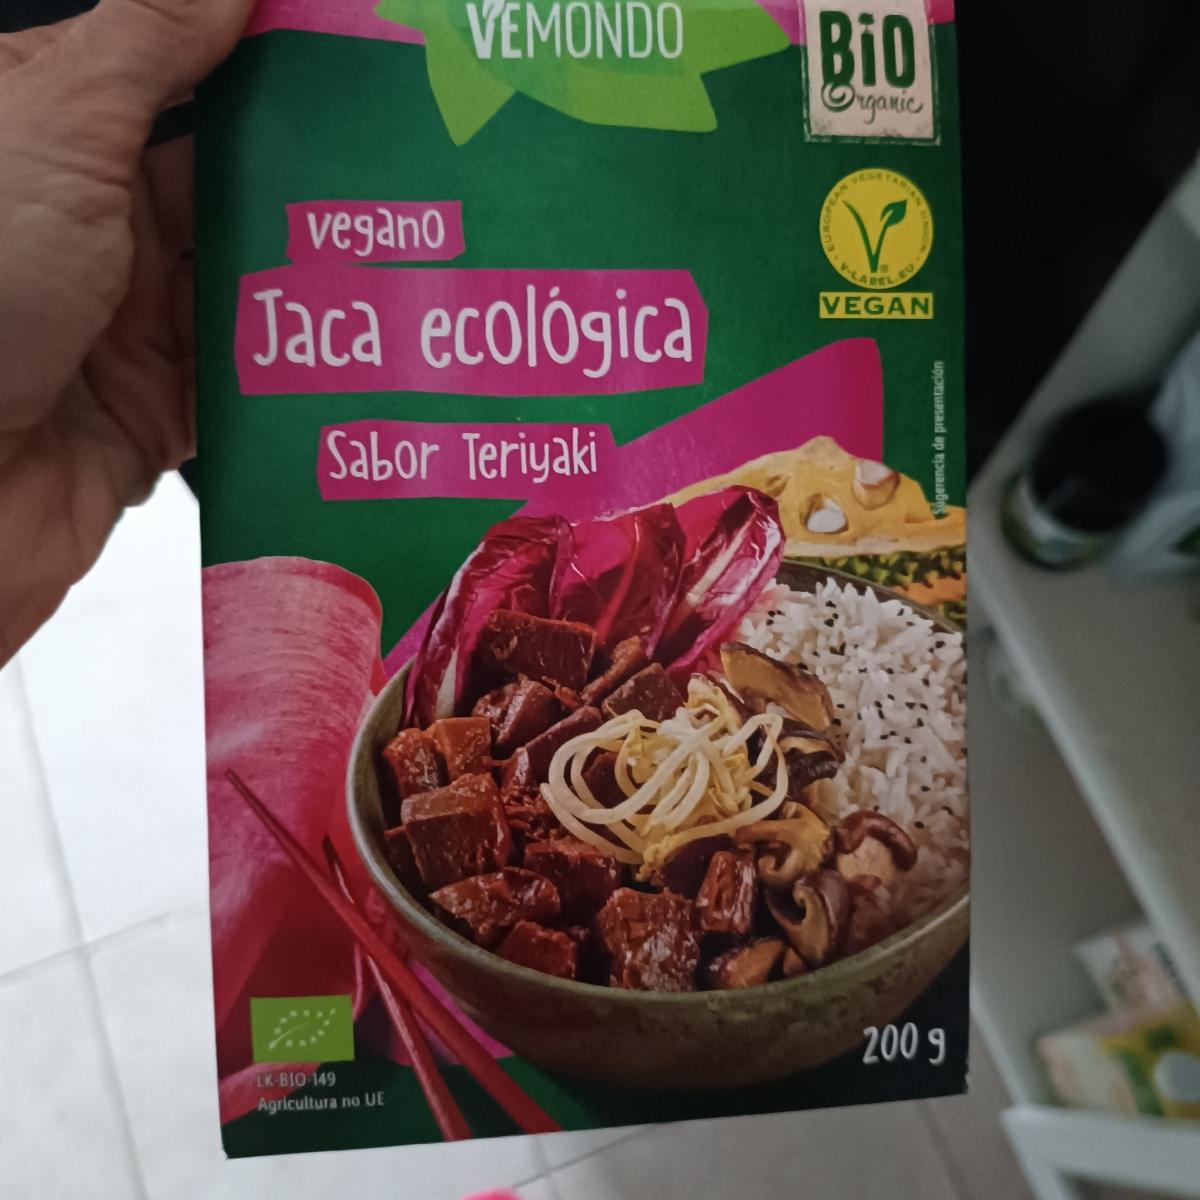 VEMONDO
BiO
Organic
EUROPEAN VEGETARIAN UNION
V-LABEL.EU
VEGAN
vegano
Jaca ecológica
Sabor Teriyaki
Sugerencia de presentación
200 g
LK-BIO-149
Agricultura no UE